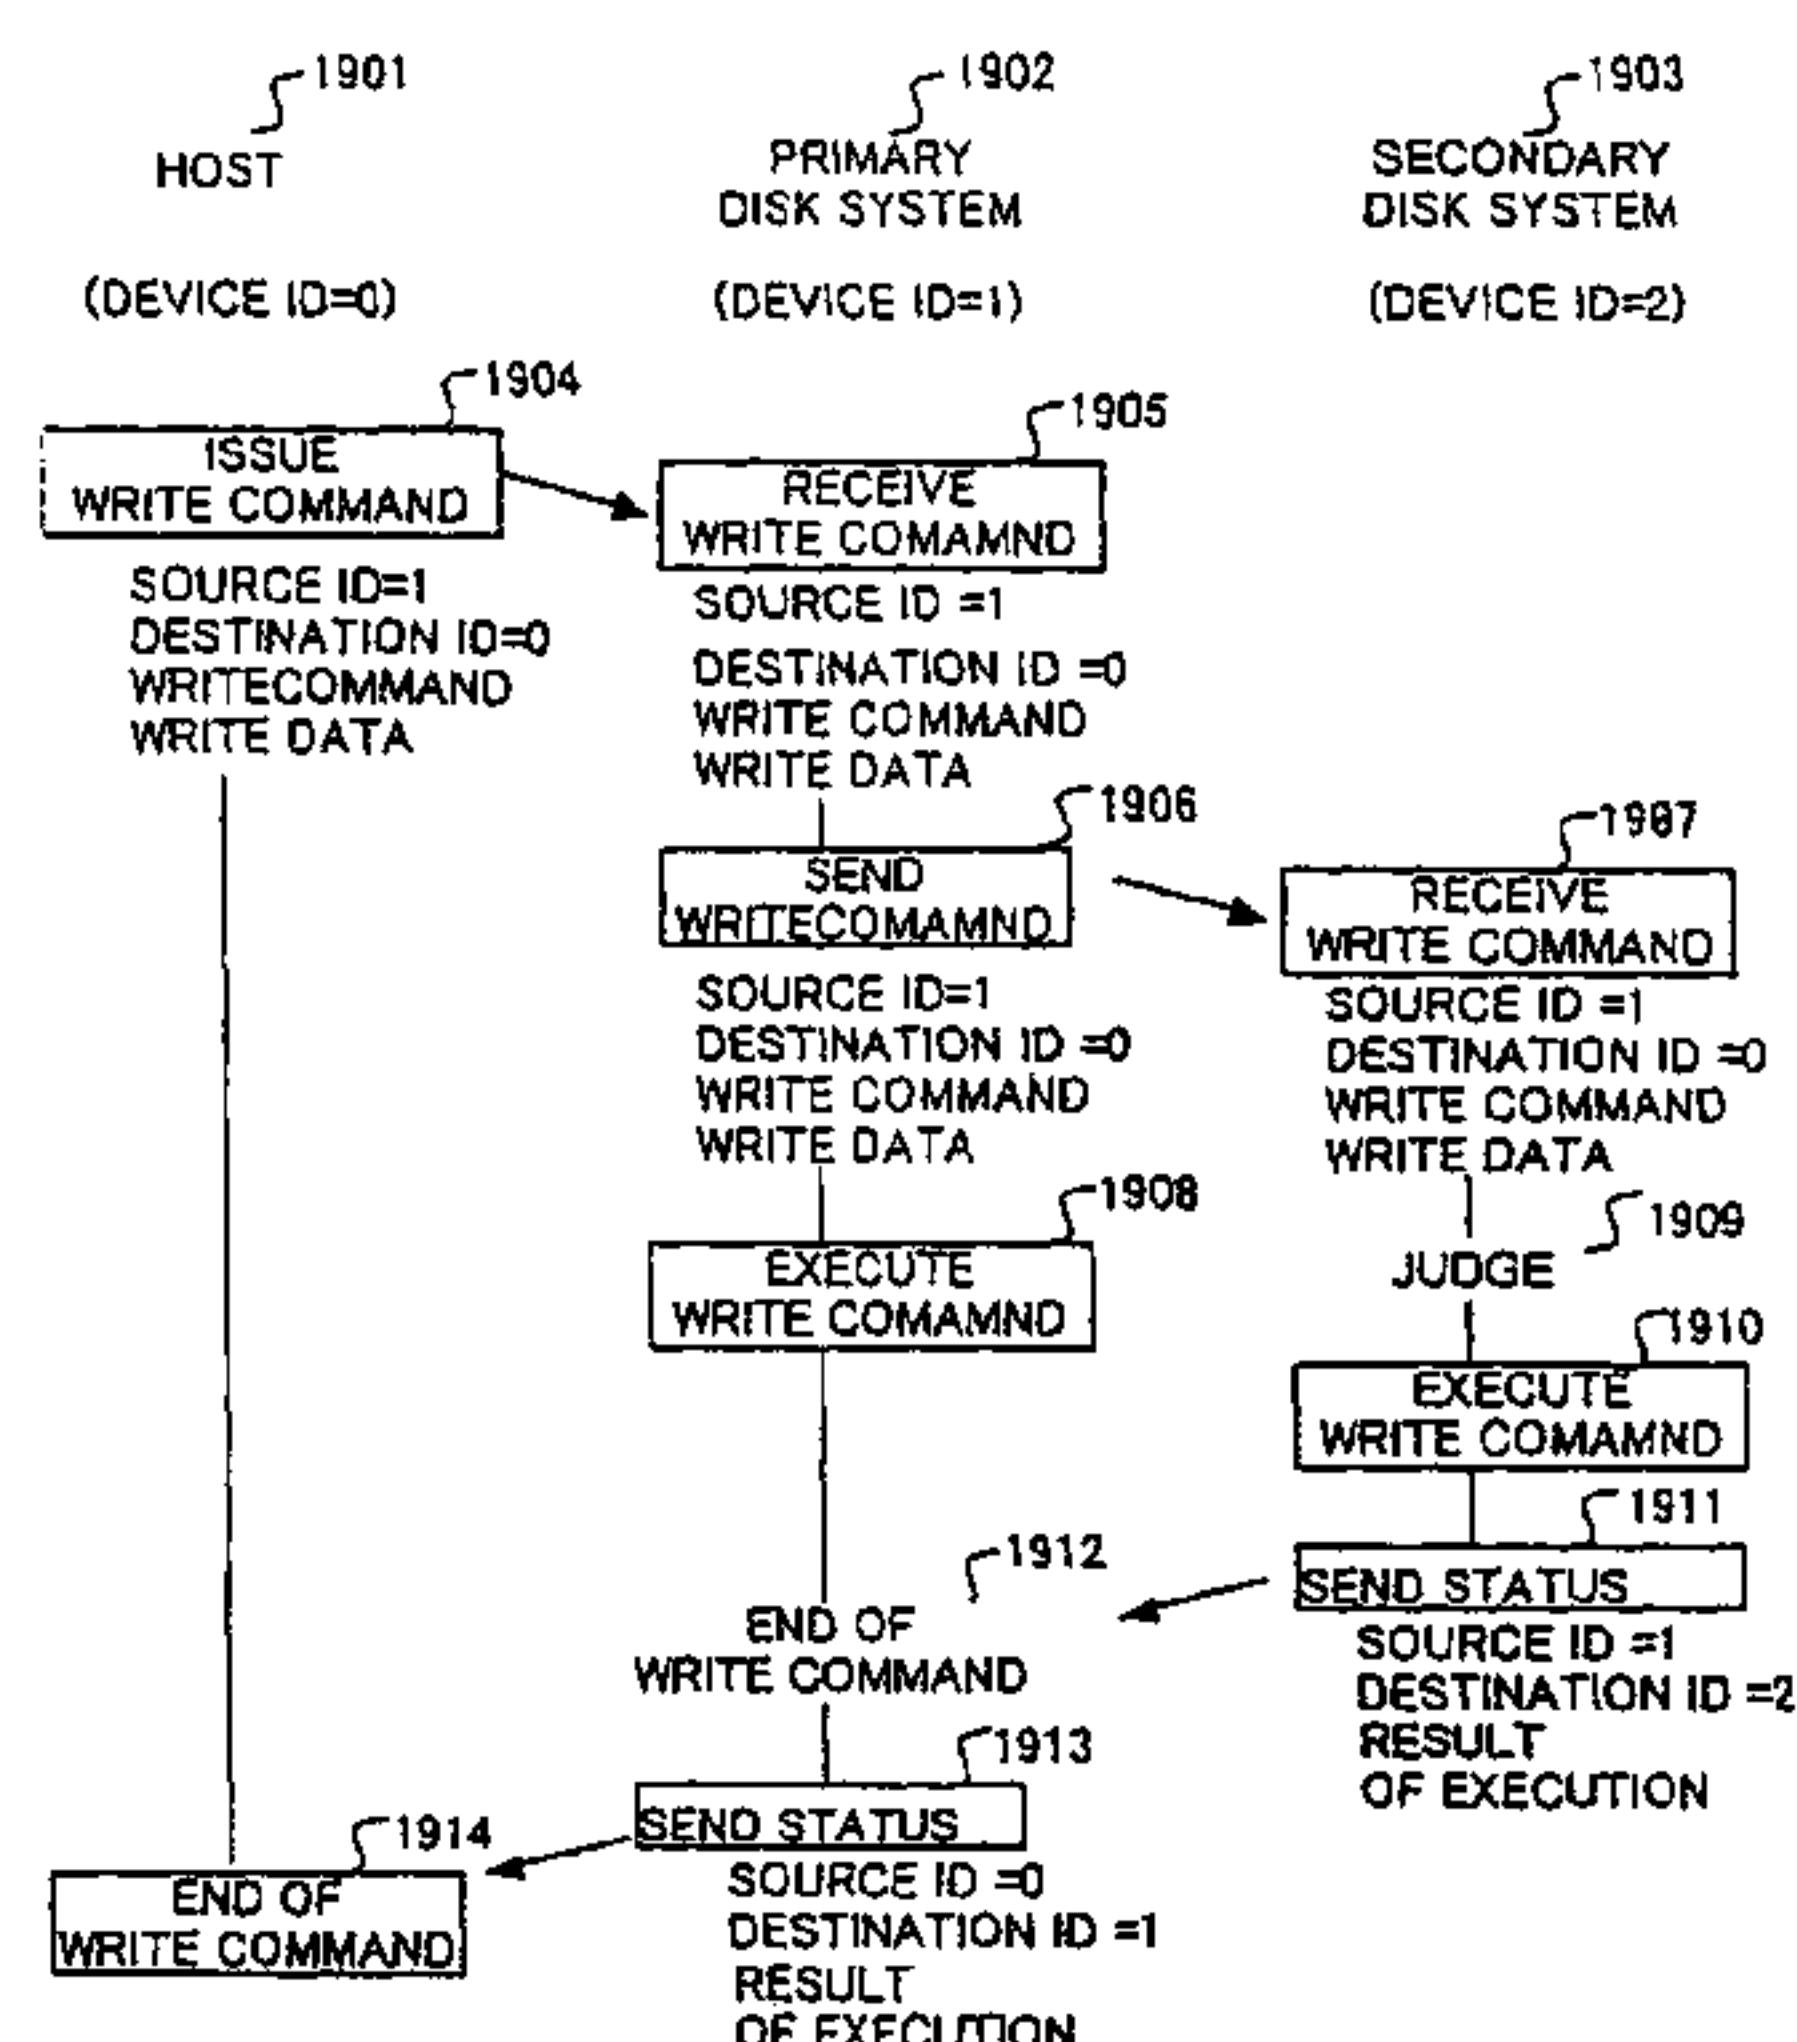 1901
HOST
(DEVICE ID=0)
1902
PRIMARY
DISK SYSTEM
(DEVICE ID=1)
1903
SECONDARY
DISK SYSTEM
(DEVICE ID=2)
1904
ISSUE
WRITE COMMAND
SOURCE ID=1
DESTINATION ID=0
WRITECOMMAND
WRITE DATA
1905
RECEIVE
WRITE COMAMND
SOURCE ID =1
DESTINATION ID =0
WRITE COMMAND
WRITE DATA
1906
SEND
WRITECOMAMND
SOURCE ID=1
DESTINATION ID =0
WRITE COMMAND
WRITE DATA
1907
RECEIVE
WRITE COMMAND
SOURCE ID =1
DESTINATION ID =0
WRITE COMMAND
WRITE DATA
1908
EXECUTE
WRITE COMAMND
1909
JUDGE
1910
EXECUTE
WRITE COMAMND
1911
SEND STATUS
SOURCE ID =1
DESTINATION ID =2
RESULT
OF EXECUTION
1912
END OF
WRITE COMMAND
1913
SEND STATUS
SOURCE ID =0
DESTINATION ID =1
RESULT
OF EXECUTION
1914
END OF
WRITE COMMAND